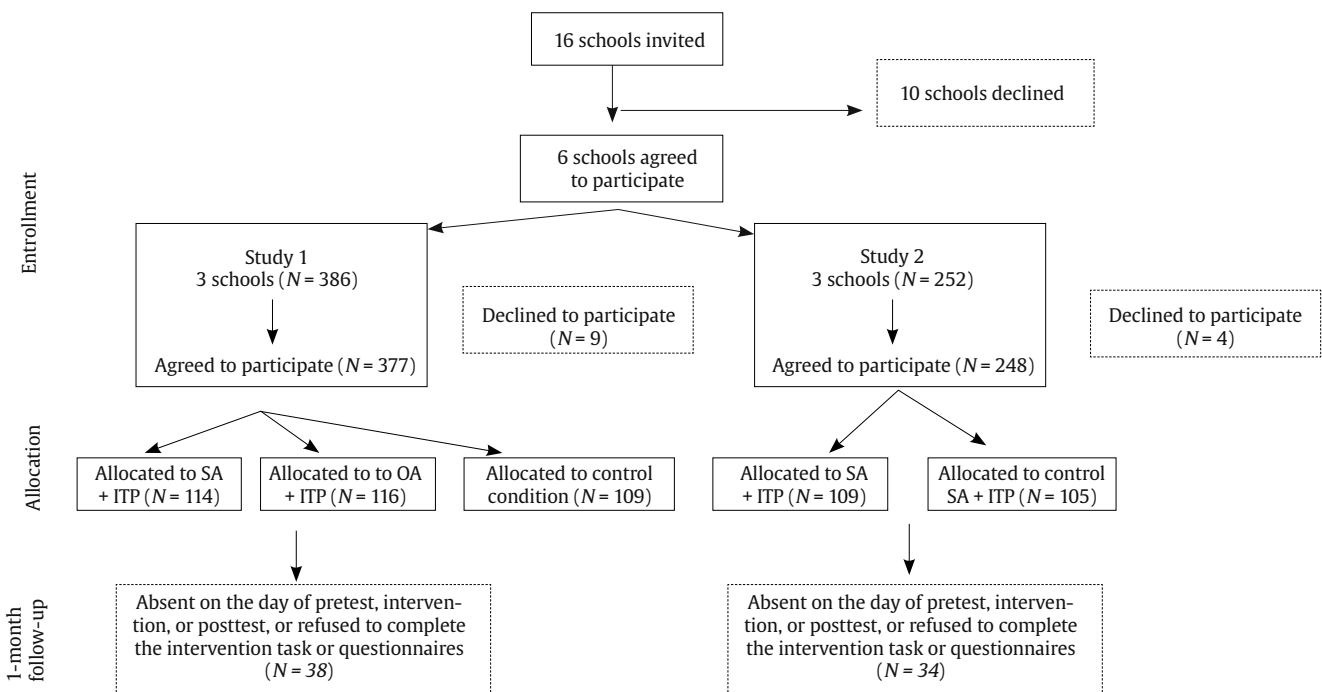 16 schools invited
10 schools declined
6 schools agreed
to participate
Entrollment
Study 1
3 schools (N = 386)
Agreed to participate (N = 377)
Declined to participate
(N = 9)
Study 2
3 schools (N = 252)
Agreed to participate (N = 248)
Declined to participate
(N = 4)
Allocation
Allocated to SA
+ ITP (N = 114)
Allocated to to OA
+ ITP (N = 116)
Allocated to control
condition (N = 109)
Allocated to SA
+ ITP (N = 109)
Allocated to control
SA + ITP (N = 105)
1-month
follow-up
Absent on the day of pretest, interven-
tion, or posttest, or refused to complete
the intervention task or questionnaires
(N = 38)
Absent on the day of pretest, interven-
tion, or posttest, or refused to complete
the intervention task or questionnaires
(N = 34)